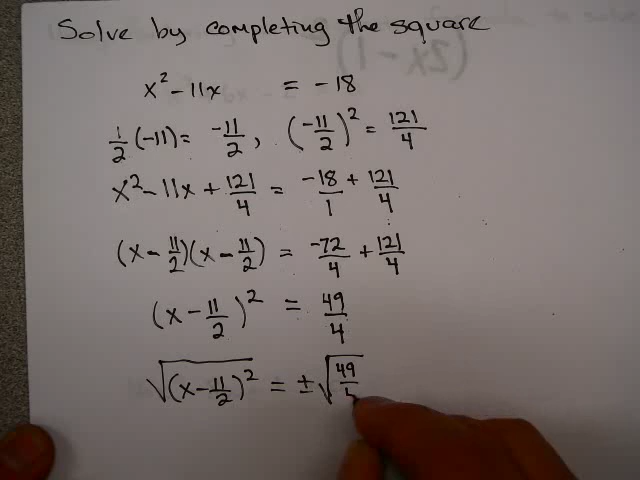 Solve by completing the square
x² - 11x = -18
1/2 (-11) = -11/2, (-11/2)² = 121/4
x² - 11x + 121/4 = -18/1 + 121/4
(x - 11/2)(x - 11/2) = -72/4 + 121/4
(x - 11/2)² = 49/4
√(x - 11/2)² = ±√49/
(2x-1)